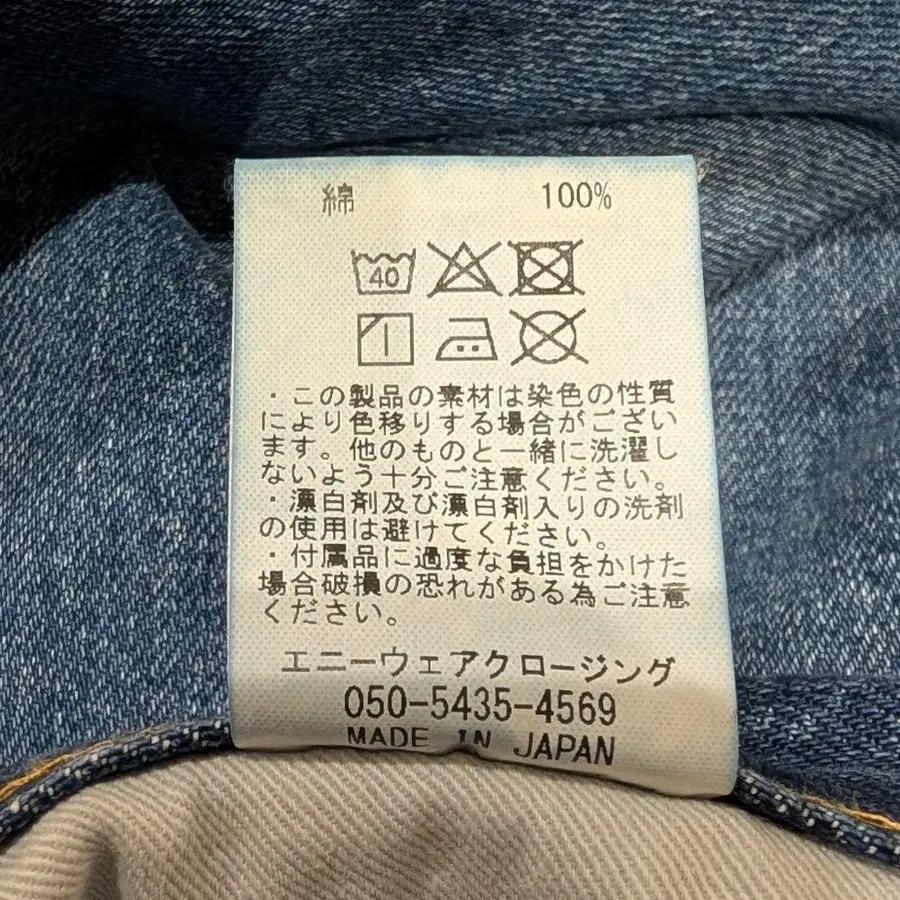 綿 100%
40
・この製品の素材は染色の性質
により色移りする場合がござい
ます。他のものと一緒に洗濯し
ないよう十分ご注意ください。
・漂白剤及び漂白剤入りの洗剤
の使用は避けてください。
・付属品に過度な負担をかけた
場合破損の恐れがある為ご注意
ください。
エニーウェアクロージング
050-5435-4569
MADE IN JAPAN